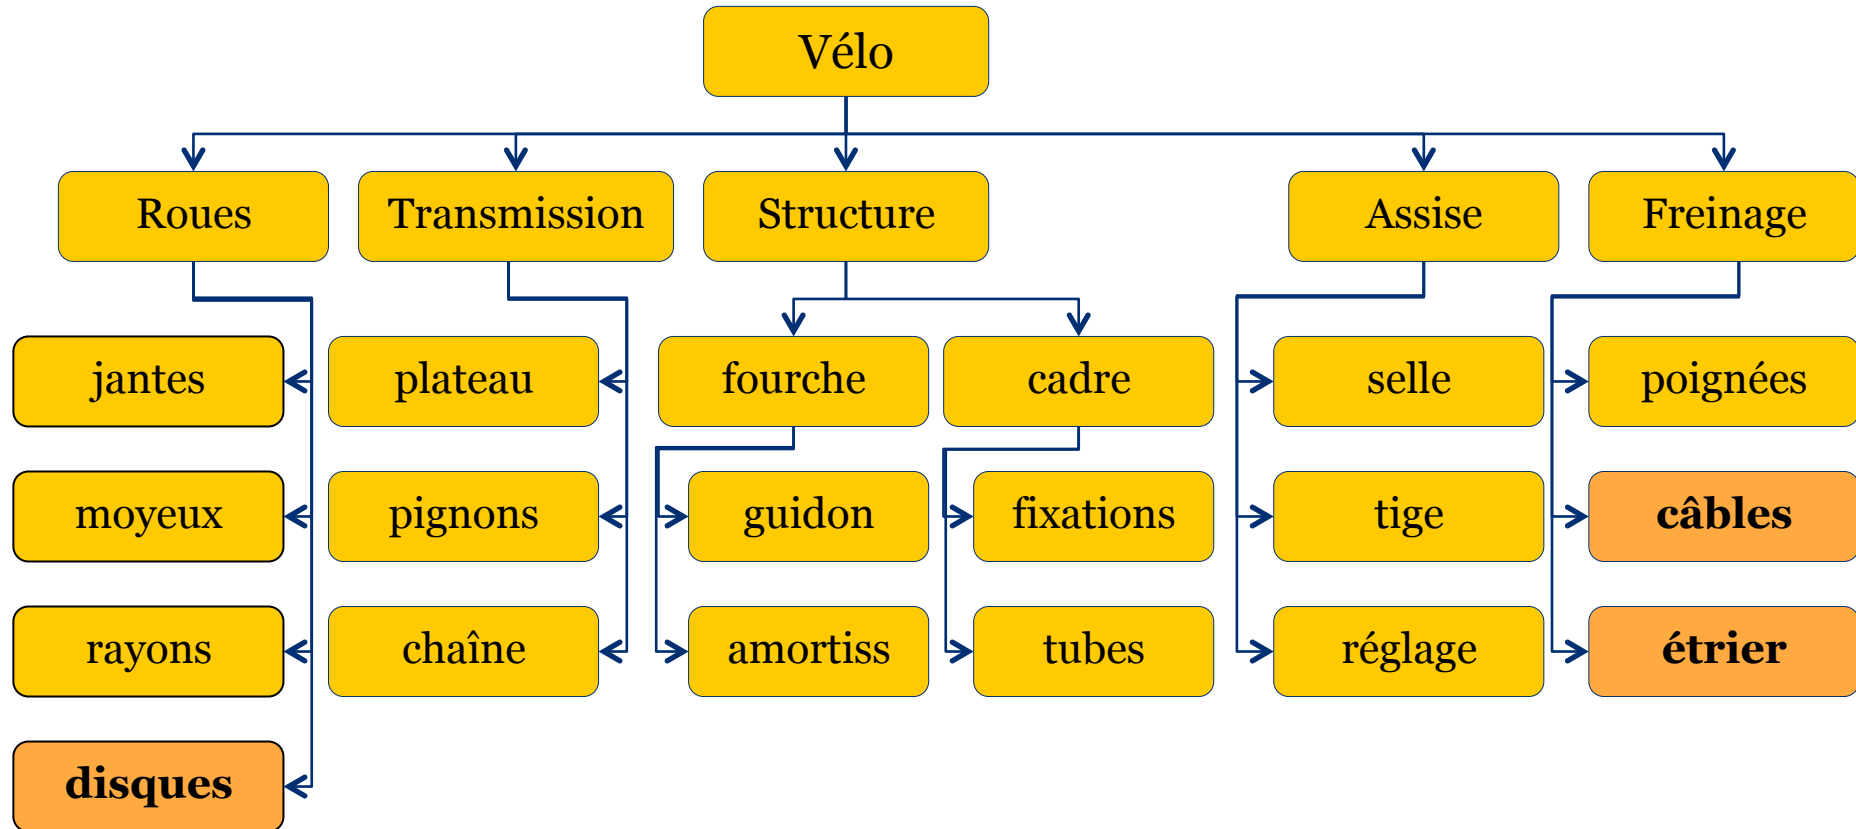 Vélo
Roues
Transmission
Structure
Assise
Freinage
jantes
plateau
fourche
cadre
selle
poignées
moyeux
pignons
guidon
fixations
tige
câbles
rayons
chaîne
amortiss
tubes
réglage
étrier
disques